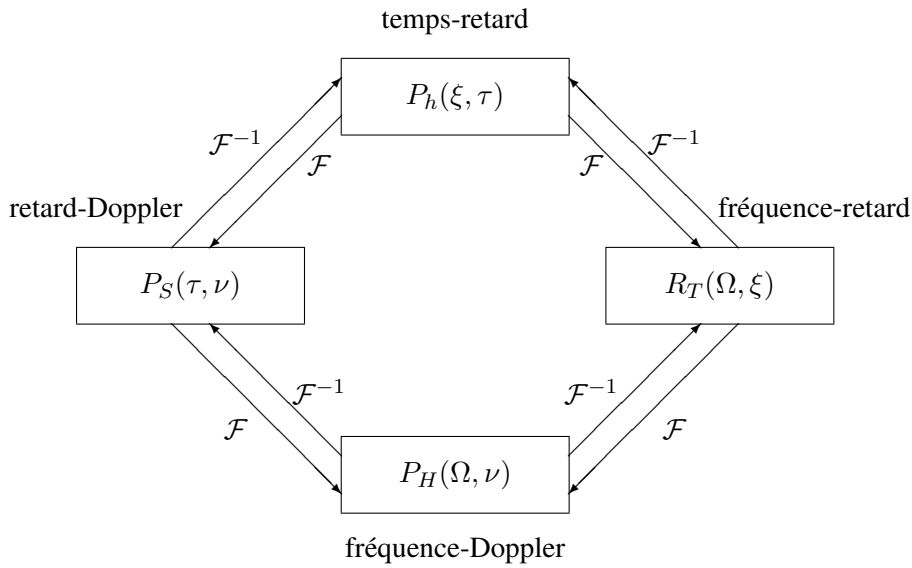 temps-retard
P_h(ξ, τ)
ℱ⁻¹
ℱ
ℱ
ℱ⁻¹
retard-Doppler
fréquence-retard
P_S(τ, ν)
R_T(Ω, ξ)
ℱ
ℱ⁻¹
ℱ⁻¹
ℱ
P_H(Ω, ν)
fréquence-Doppler